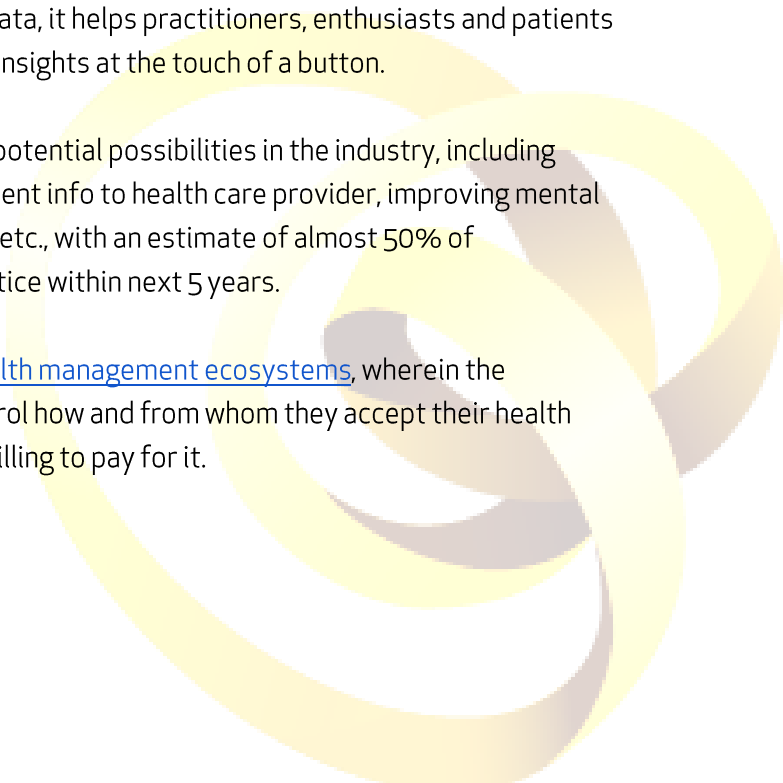 ata, it helps practitioners, enthusiasts and patients
nsights at the touch of a button.
potential possibilities in the industry, including
ent info to health care provider, improving mental
etc., with an estimate of almost 50% of
tice within next 5 years.
lth management ecosystems, wherein the
rol how and from whom they accept their health
illing to pay for it.